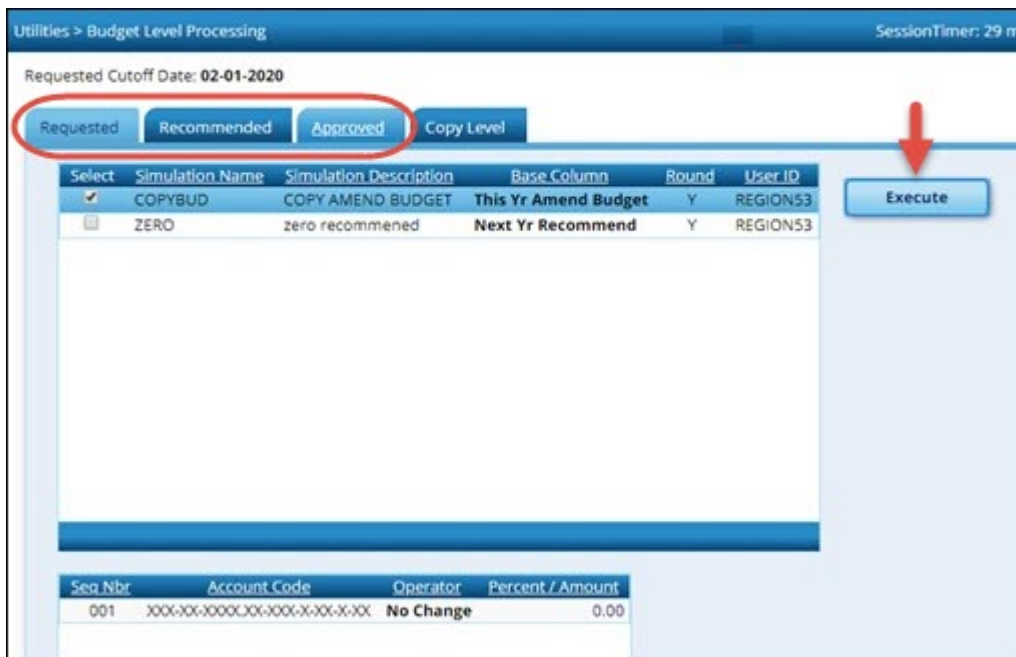 Utilities > Budget Level Processing SessionTimer: 29 m
Requested Cutoff Date: 02-01-2020
Requested Recommended Approved Copy Level
Select Simulation Name Simulation Description Base Column Round User ID
COPYBUD COPY AMEND BUDGET This Yr Amend Budget Y REGION53
Execute
ZERO zero recommened Next Yr Recommend Y REGION53
Seq Nbr Account Code Operator Percent / Amount
001 XXX-XX-XXXX.XX-XXX-X-XX-X-XX No Change 0.00